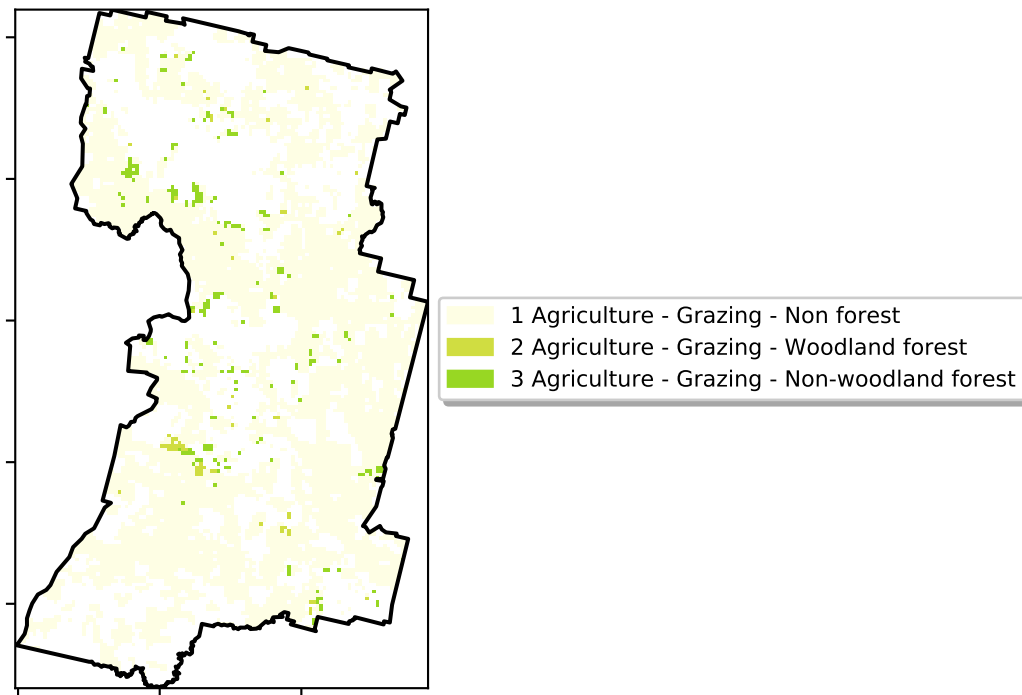 1 Agriculture - Grazing - Non forest
2 Agriculture - Grazing - Woodland forest
3 Agriculture - Grazing - Non-woodland forest